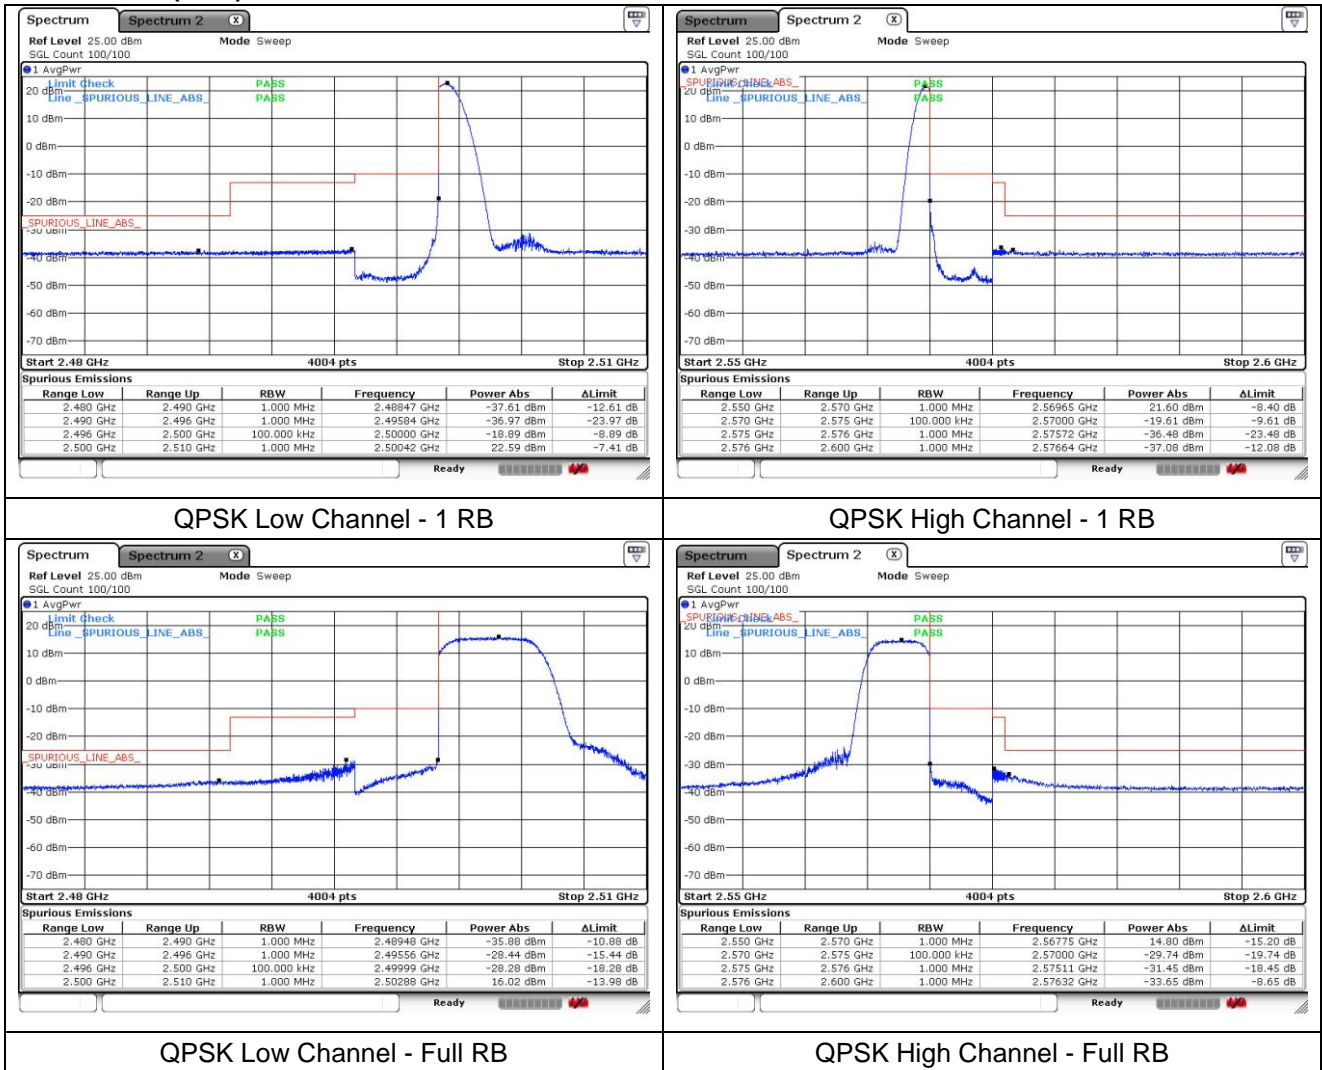 Spectrum Spectrum 2 X
Ref Level 25.00 dBm Mode Sweep
SGL Count 100/100
1 AvgPwr
Limit Check PASS
20 dBm
Line _SPURIOUS_LINE_ABS_ PASS
10 dBm
0 dBm
-10 dBm
-20 dBm
_SPURIOUS_LINE_ABS_
-30 dBm
-40 dBm
-50 dBm
-60 dBm
-70 dBm
Start 2.48 GHz 4004 pts Stop 2.51 GHz
Spurious Emissions
Range Low Range Up RBW Frequency Power Abs ΔLimit
2.480 GHz 2.490 GHz 1.000 MHz 2.48847 GHz -37.61 dBm -12.61 dB
2.490 GHz 2.496 GHz 1.000 MHz 2.49584 GHz -36.97 dBm -23.97 dB
2.496 GHz 2.500 GHz 100.000 kHz 2.50000 GHz -18.89 dBm -8.89 dB
2.500 GHz 2.510 GHz 1.000 MHz 2.50042 GHz 22.59 dBm -7.41 dB
Ready
QPSK Low Channel - 1 RB
Spectrum Spectrum 2 X
Ref Level 25.00 dBm Mode Sweep
SGL Count 100/100
1 AvgPwr
_SPURIOUS_LINE_ABS_
Limit Check PASS
20 dBm
Line _SPURIOUS_LINE_ABS_ PASS
10 dBm
0 dBm
-10 dBm
-20 dBm
-30 dBm
-40 dBm
-50 dBm
-60 dBm
-70 dBm
Start 2.55 GHz 4004 pts Stop 2.6 GHz
Spurious Emissions
Range Low Range Up RBW Frequency Power Abs ΔLimit
2.550 GHz 2.570 GHz 1.000 MHz 2.56965 GHz 21.60 dBm -8.40 dB
2.570 GHz 2.575 GHz 100.000 kHz 2.57000 GHz -19.61 dBm -9.61 dB
2.575 GHz 2.576 GHz 1.000 MHz 2.57572 GHz -36.48 dBm -23.48 dB
2.576 GHz 2.600 GHz 1.000 MHz 2.57664 GHz -37.08 dBm -12.08 dB
Ready
QPSK High Channel - 1 RB
Spectrum Spectrum 2 X
Ref Level 25.00 dBm Mode Sweep
SGL Count 100/100
1 AvgPwr
Limit Check PASS
20 dBm
Line _SPURIOUS_LINE_ABS_ PASS
10 dBm
0 dBm
-10 dBm
-20 dBm
_SPURIOUS_LINE_ABS_
-30 dBm
-40 dBm
-50 dBm
-60 dBm
-70 dBm
Start 2.48 GHz 4004 pts Stop 2.51 GHz
Spurious Emissions
Range Low Range Up RBW Frequency Power Abs ΔLimit
2.480 GHz 2.490 GHz 1.000 MHz 2.48948 GHz -35.88 dBm -10.88 dB
2.490 GHz 2.496 GHz 1.000 MHz 2.49556 GHz -28.44 dBm -15.44 dB
2.496 GHz 2.500 GHz 100.000 kHz 2.49999 GHz -28.28 dBm -18.28 dB
2.500 GHz 2.510 GHz 1.000 MHz 2.50288 GHz 16.02 dBm -13.98 dB
Ready
QPSK Low Channel - Full RB
Spectrum Spectrum 2 X
Ref Level 25.00 dBm Mode Sweep
SGL Count 100/100
1 AvgPwr
_SPURIOUS_LINE_ABS_
Limit Check PASS
20 dBm
Line _SPURIOUS_LINE_ABS_ PASS
10 dBm
0 dBm
-10 dBm
-20 dBm
-30 dBm
-40 dBm
-50 dBm
-60 dBm
-70 dBm
Start 2.55 GHz 4004 pts Stop 2.6 GHz
Spurious Emissions
Range Low Range Up RBW Frequency Power Abs ΔLimit
2.550 GHz 2.570 GHz 1.000 MHz 2.56775 GHz 14.80 dBm -15.20 dB
2.570 GHz 2.575 GHz 100.000 kHz 2.57000 GHz -29.74 dBm -19.74 dB
2.575 GHz 2.576 GHz 1.000 MHz 2.57511 GHz -31.45 dBm -18.45 dB
2.576 GHz 2.600 GHz 1.000 MHz 2.57632 GHz -33.65 dBm -8.65 dB
Ready
QPSK High Channel - Full RB